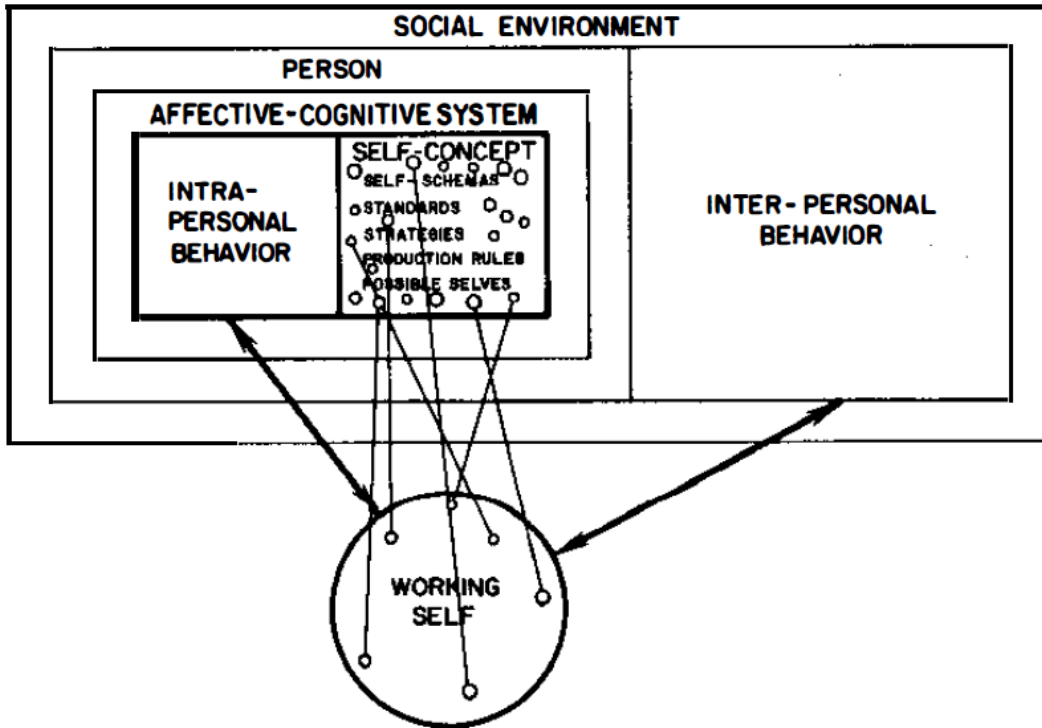 SOCIAL ENVIRONMENT
PERSON
AFFECTIVE-COGNITIVE SYSTEM
INTRA-
PERSONAL
BEHAVIOR
SELF-CONCEPT
SELF-SCHEMAS
STANDARDS
STRATEGIES
PRODUCTION RULES
POSSIBLE SELVES
INTER-PERSONAL
BEHAVIOR
WORKING
SELF